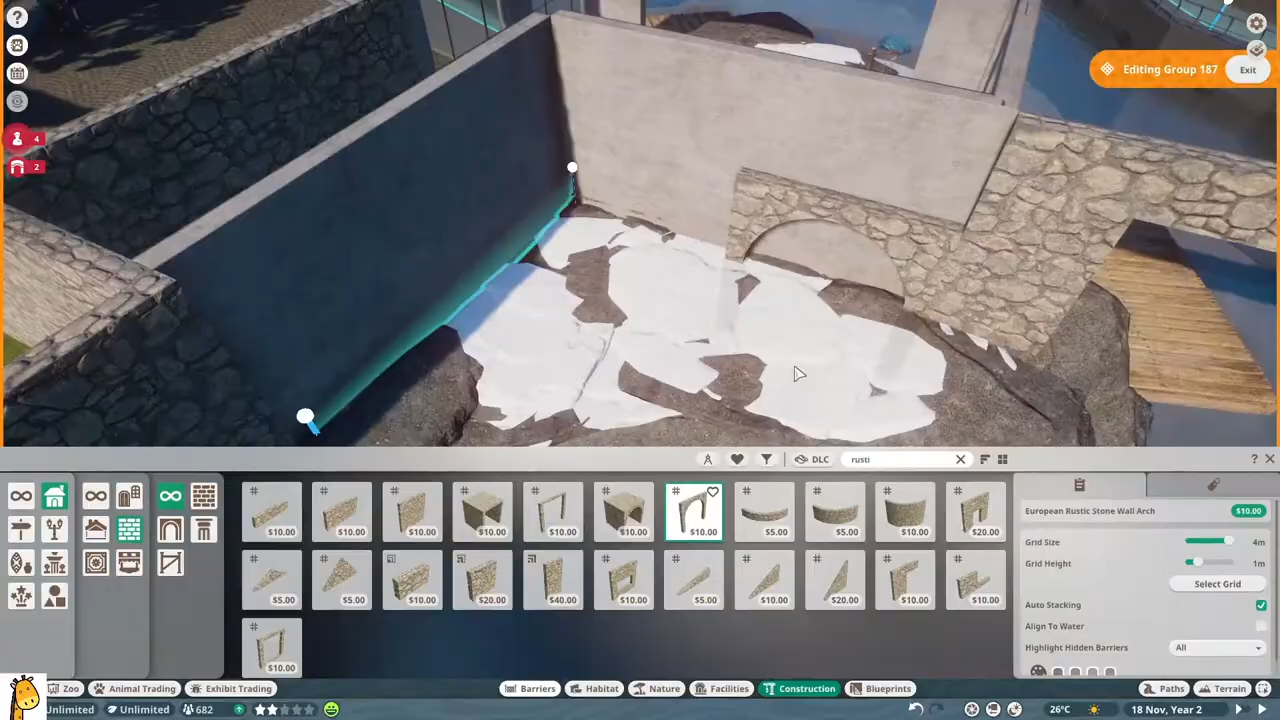 ?
Editing Group 187 Exit
4
2
DLC rusti ? X
$10.00 $10.00 $10.00 $10.00 $10.00 $10.00 $10.00 $5.00 $5.00 $10.00 $20.00
$5.00 $5.00 $10.00 $20.00 $40.00 $10.00 $5.00 $10.00 $20.00 $10.00 $10.00
$10.00
European Rustic Stone Wall Arch $10.00
Grid Size 4m
Grid Height 1m
Select Grid
Auto Stacking
Align To Water
Highlight Hidden Barriers All
Zoo Animal Trading Exhibit Trading Barriers Habitat Nature Facilities Construction Blueprints Paths Terrain
Unlimited Unlimited 682 26°C 18 Nov, Year 2